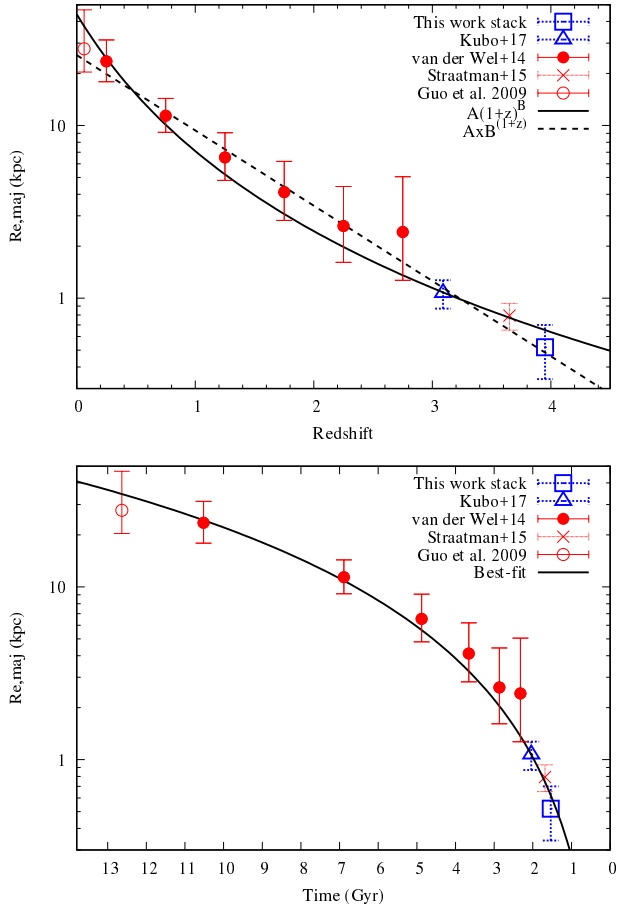 This work stack
Kubo+17
van der Wel+14
Straatman+15
Guo et al. 2009
A(1+z)^B
AxB^(1+z)
10
1
Re,maj (kpc)
0 1 2 3 4
Redshift
This work stack
Kubo+17
van der Wel+14
Straatman+15
Guo et al. 2009
Best-fit
10
1
Re,maj (kpc)
13 12 11 10 9 8 7 6 5 4 3 2 1 0
Time (Gyr)